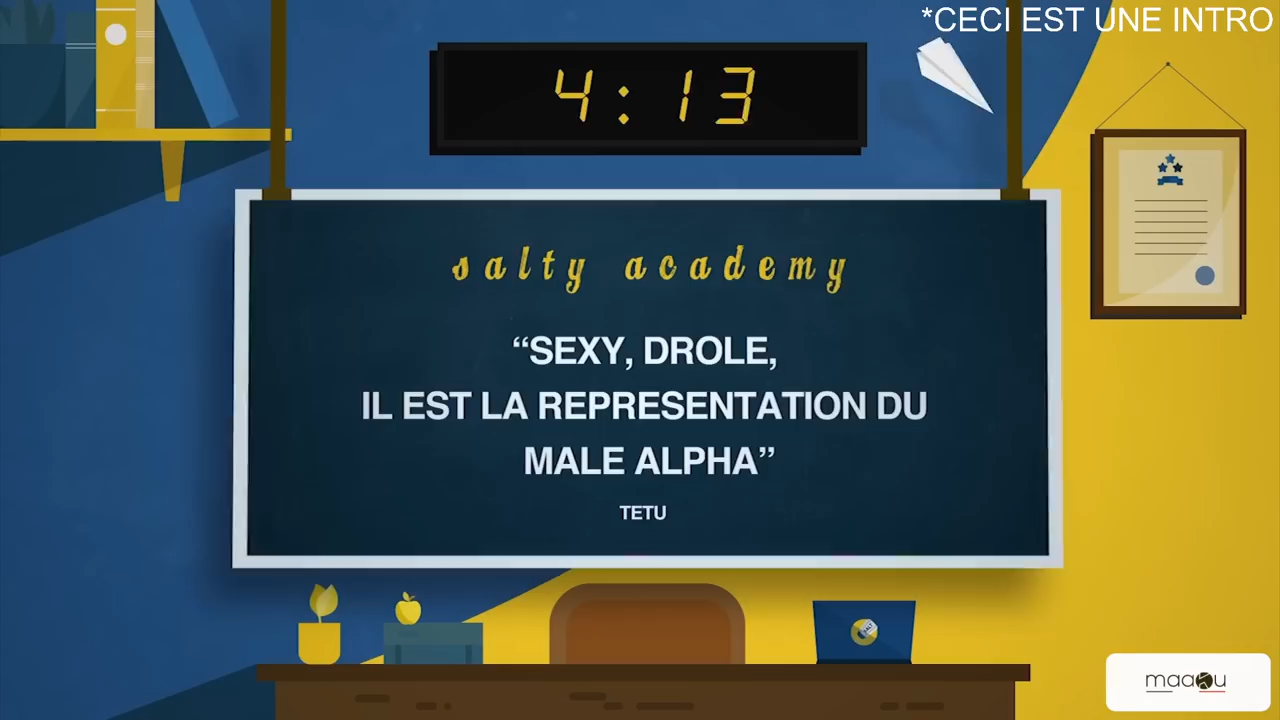 *CECI EST UNE INTRO
4:13
salty academy
“SEXY, DROLE,
IL EST LA REPRESENTATION DU
MALE ALPHA”
TETU
maaku